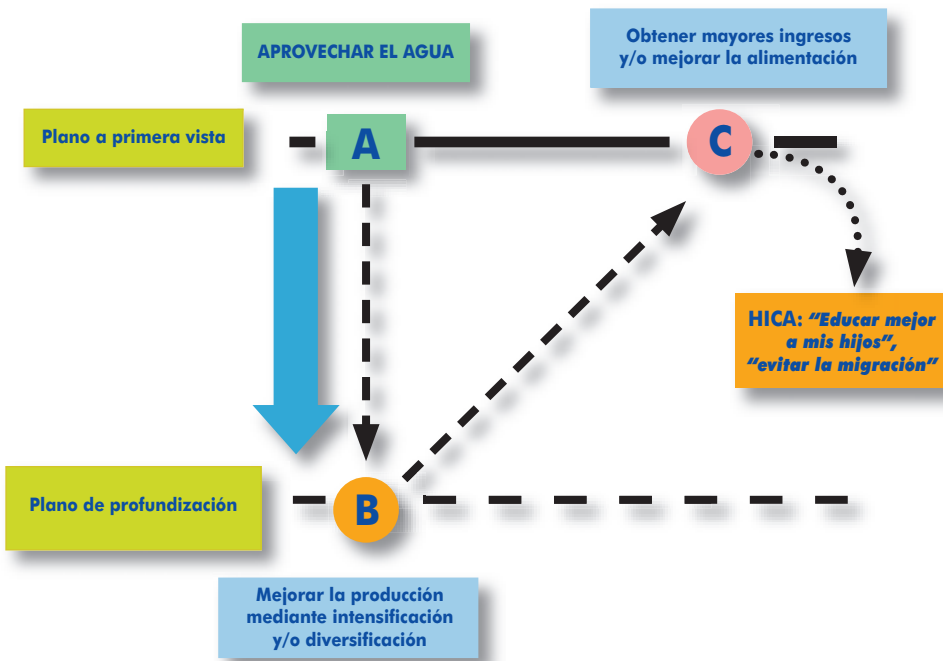 APROVECHAR EL AGUA
Obtener mayores ingresos
y/o mejorar la alimentación
Plano a primera vista
A
C
HICA: “Educar mejor
a mis hijos”,
“evitar la migración”
Plano de profundización
B
Mejorar la producción
mediante intensificación
y/o diversificación